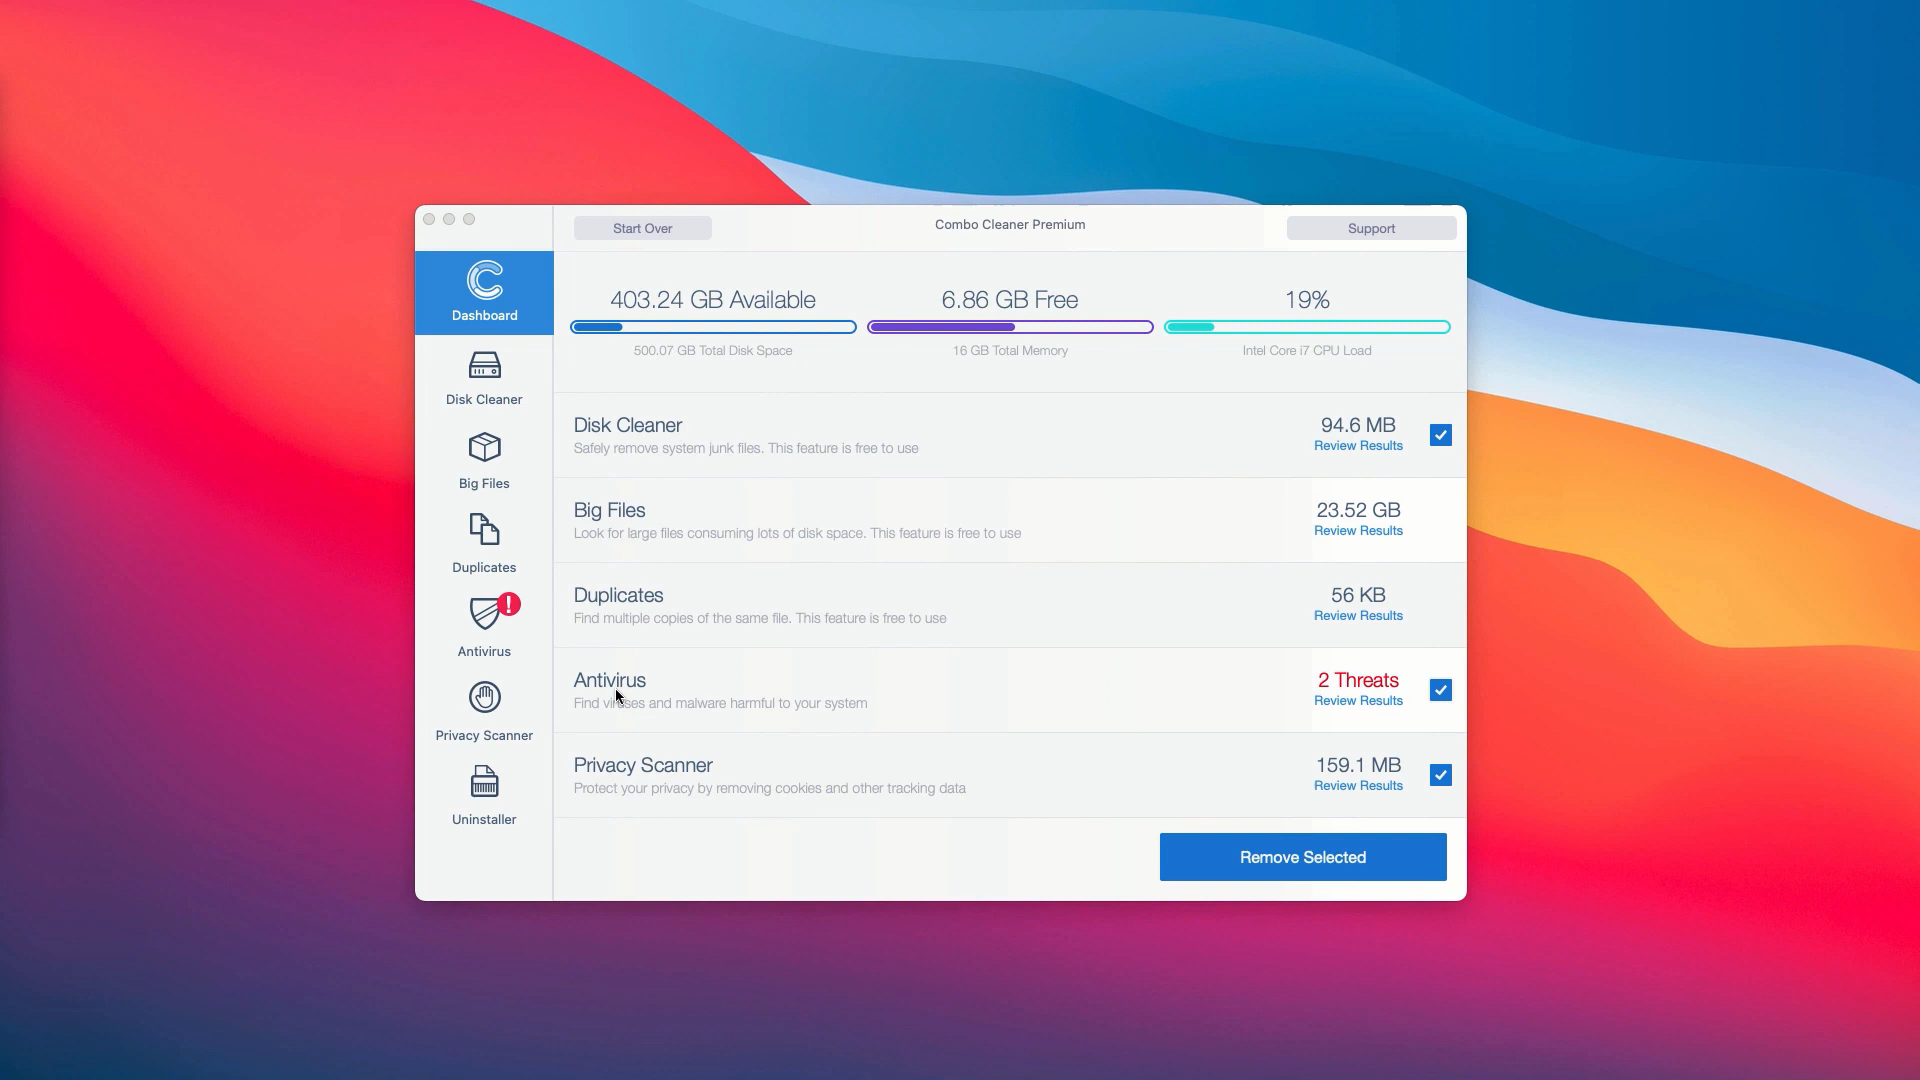 Start Over
Combo Cleaner Premium
Support
Dashboard
Disk Cleaner
Big Files
Duplicates
!
Antivirus
Privacy Scanner
Uninstaller
403.24 GB Available
500.07 GB Total Disk Space
6.86 GB Free
16 GB Total Memory
19%
Intel Core i7 CPU Load
Disk Cleaner
Safely remove system junk files. This feature is free to use
94.6 MB
Review Results
Big Files
Look for large files consuming lots of disk space. This feature is free to use
23.52 GB
Review Results
Duplicates
Find multiple copies of the same file. This feature is free to use
56 KB
Review Results
Antivirus
Find viruses and malware harmful to your system
2 Threats
Review Results
Privacy Scanner
Protect your privacy by removing cookies and other tracking data
159.1 MB
Review Results
Remove Selected